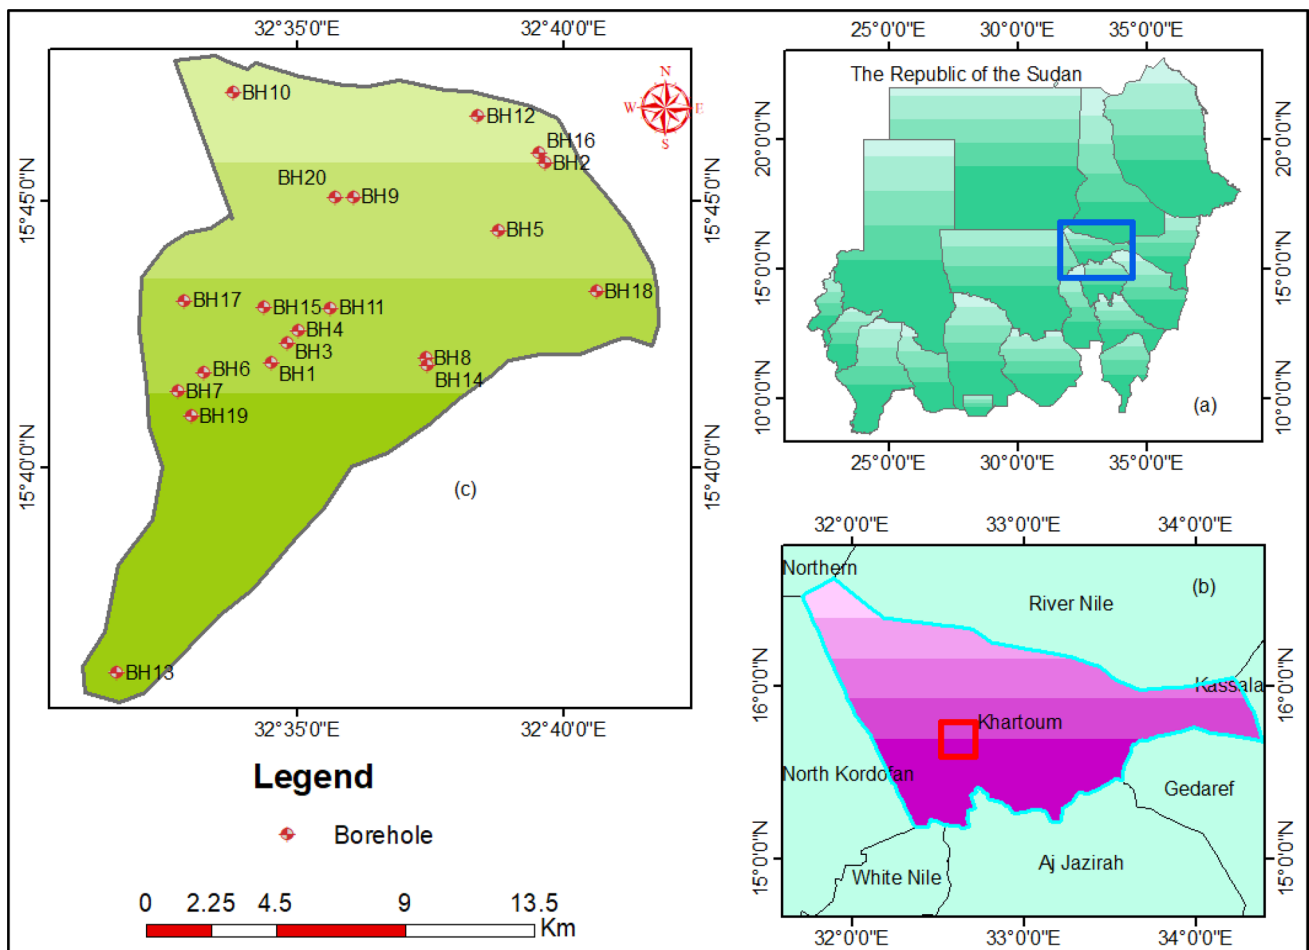 32°35'0"E 32°40'0"E
N
W E
S
BH10
BH12
BH16
BH2
BH20
BH9
BH5
BH18
BH17
BH15
BH11
BH4
BH3
BH8
BH1
BH14
BH6
BH7
BH19
BH13
15°45'0"N
15°40'0"N
15°45'0"N
15°40'0"N
(c)
32°35'0"E 32°40'0"E
Legend
Borehole
0 2.25 4.5 9 13.5
Km
25°0'0"E 30°0'0"E 35°0'0"E
The Republic of the Sudan
20°0'0"N
15°0'0"N
10°0'0"N
20°0'0"N
15°0'0"N
10°0'0"N
(a)
25°0'0"E 30°0'0"E 35°0'0"E
32°0'0"E 33°0'0"E 34°0'0"E
Northern
(b)
River Nile
Kassala
Khartoum
North Kordofan
Gedaref
Aj Jazirah
White Nile
16°0'0"N
15°0'0"N
16°0'0"N
15°0'0"N
32°0'0"E 33°0'0"E 34°0'0"E